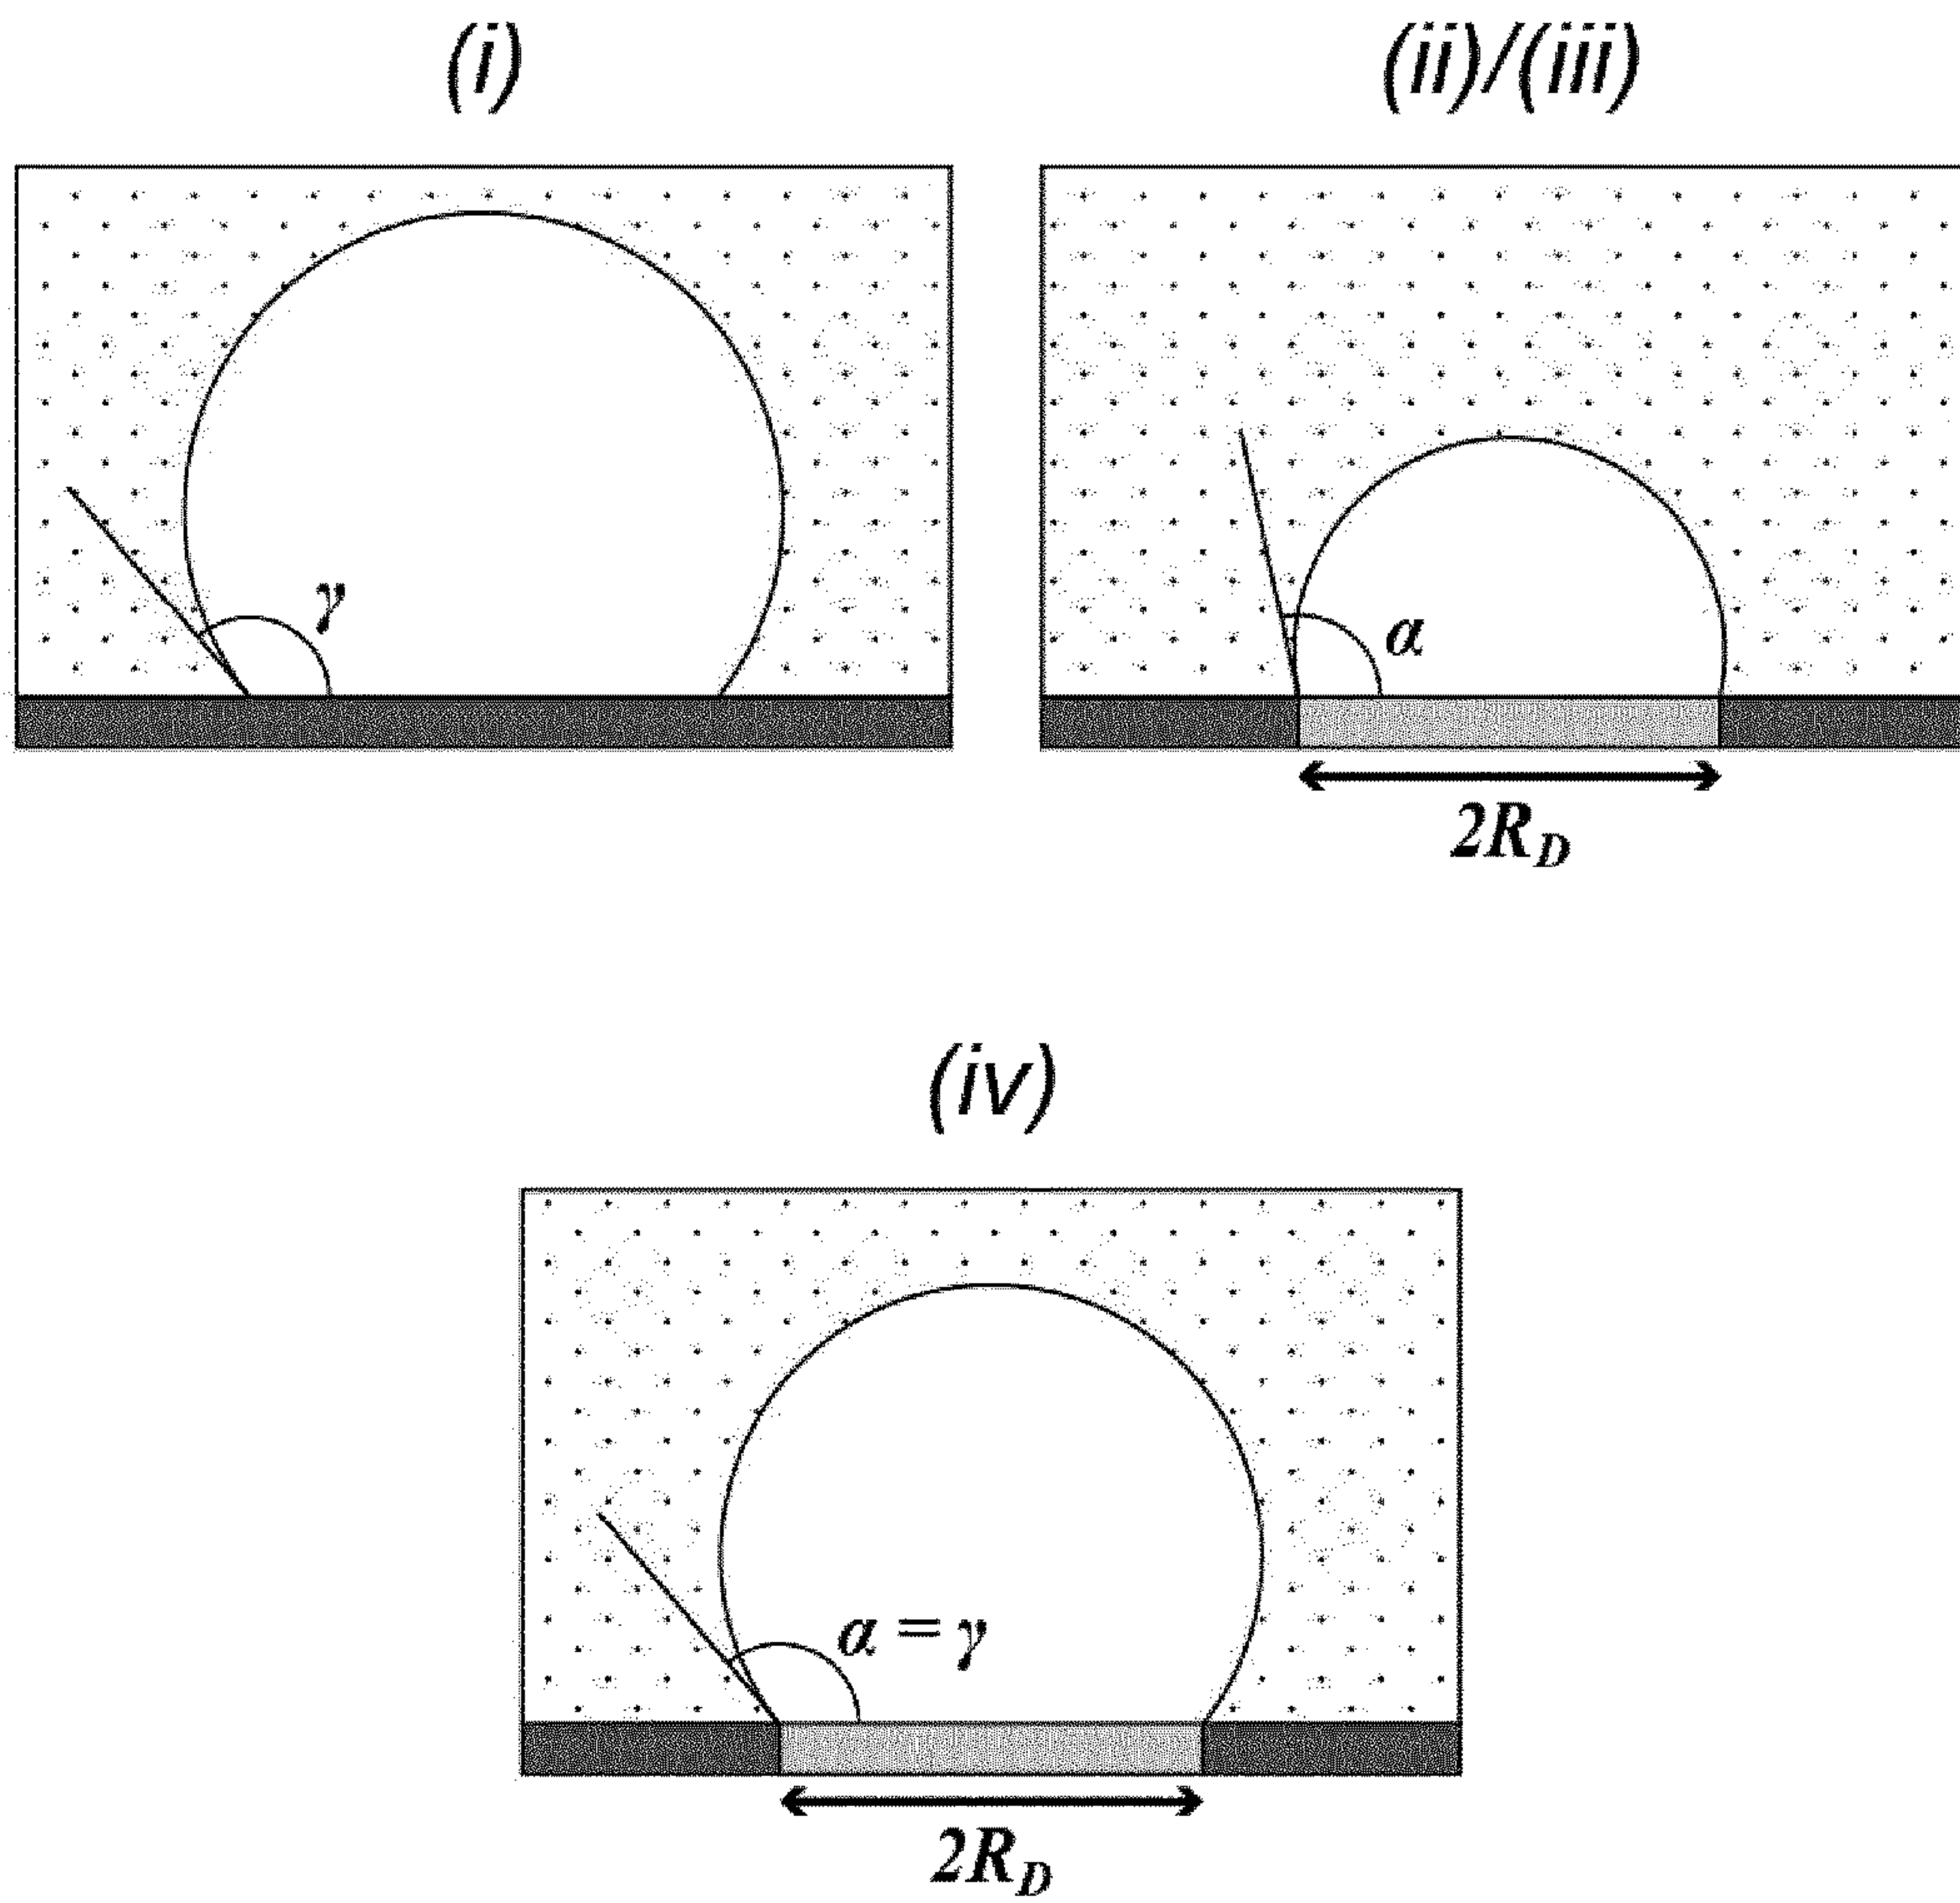 (i)
(ii)/(iii)
γ
α
2R_D
(iv)
α = γ
2R_D